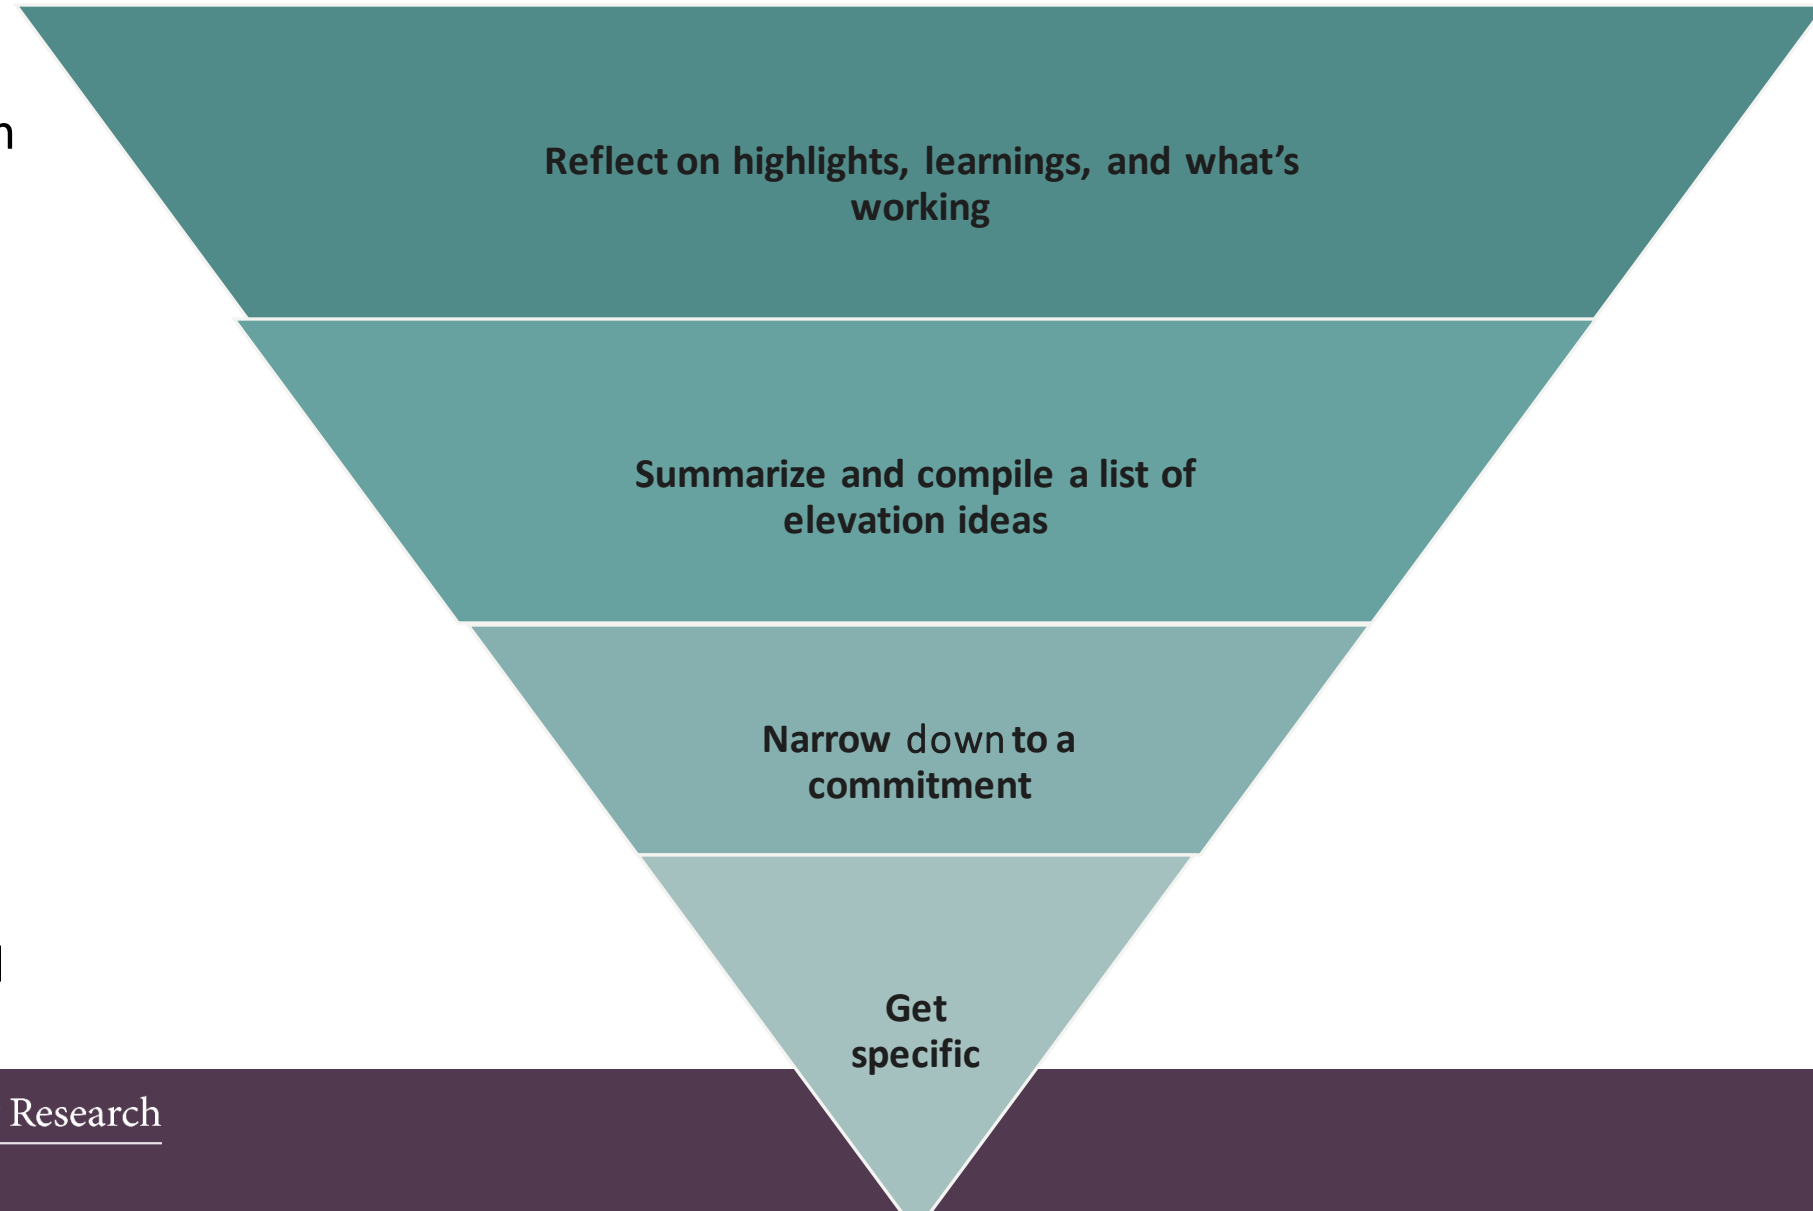 Reflect on highlights, learnings, and what’s
working
Summarize and compile a list of
elevation ideas
Narrow down to a
commitment
Get
specific
Research